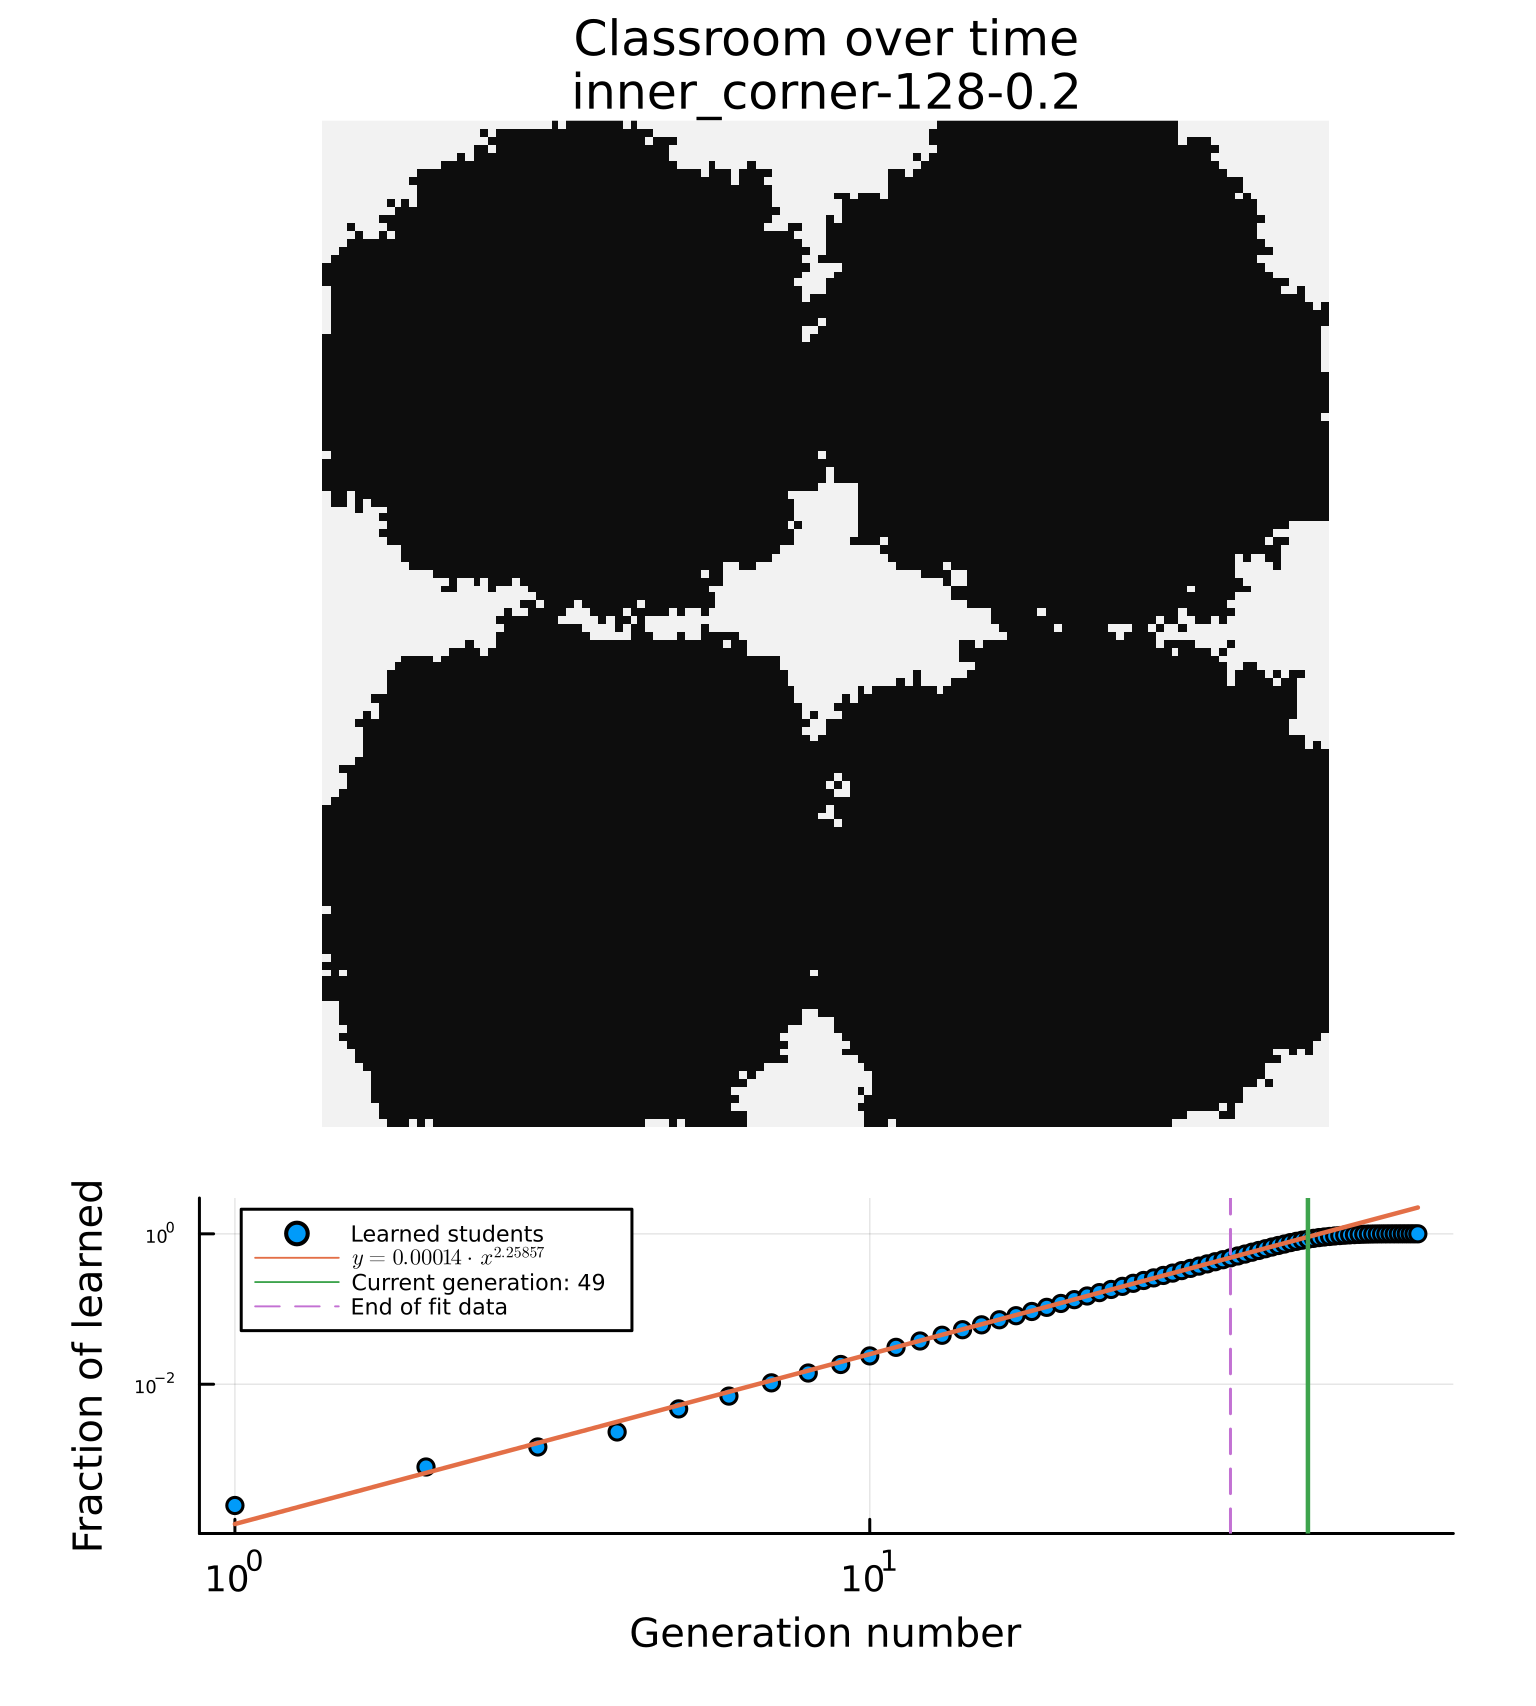 Classroom over time
inner_corner-128-0.2
Fraction of learned
10⁰
10⁻²
Learned students
y = 0.00014 · x^2.25857
Current generation: 49
End of fit data
10⁰
10¹
Generation number